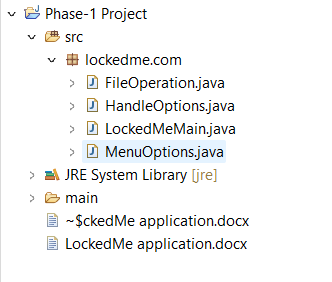 Phase-1 Project
src
lockedme.com
FileOperation.java
HandleOptions.java
LockedMeMain.java
MenuOptions.java
JRE System Library [jre]
main
~$ckedMe application.docx
LockedMe application.docx